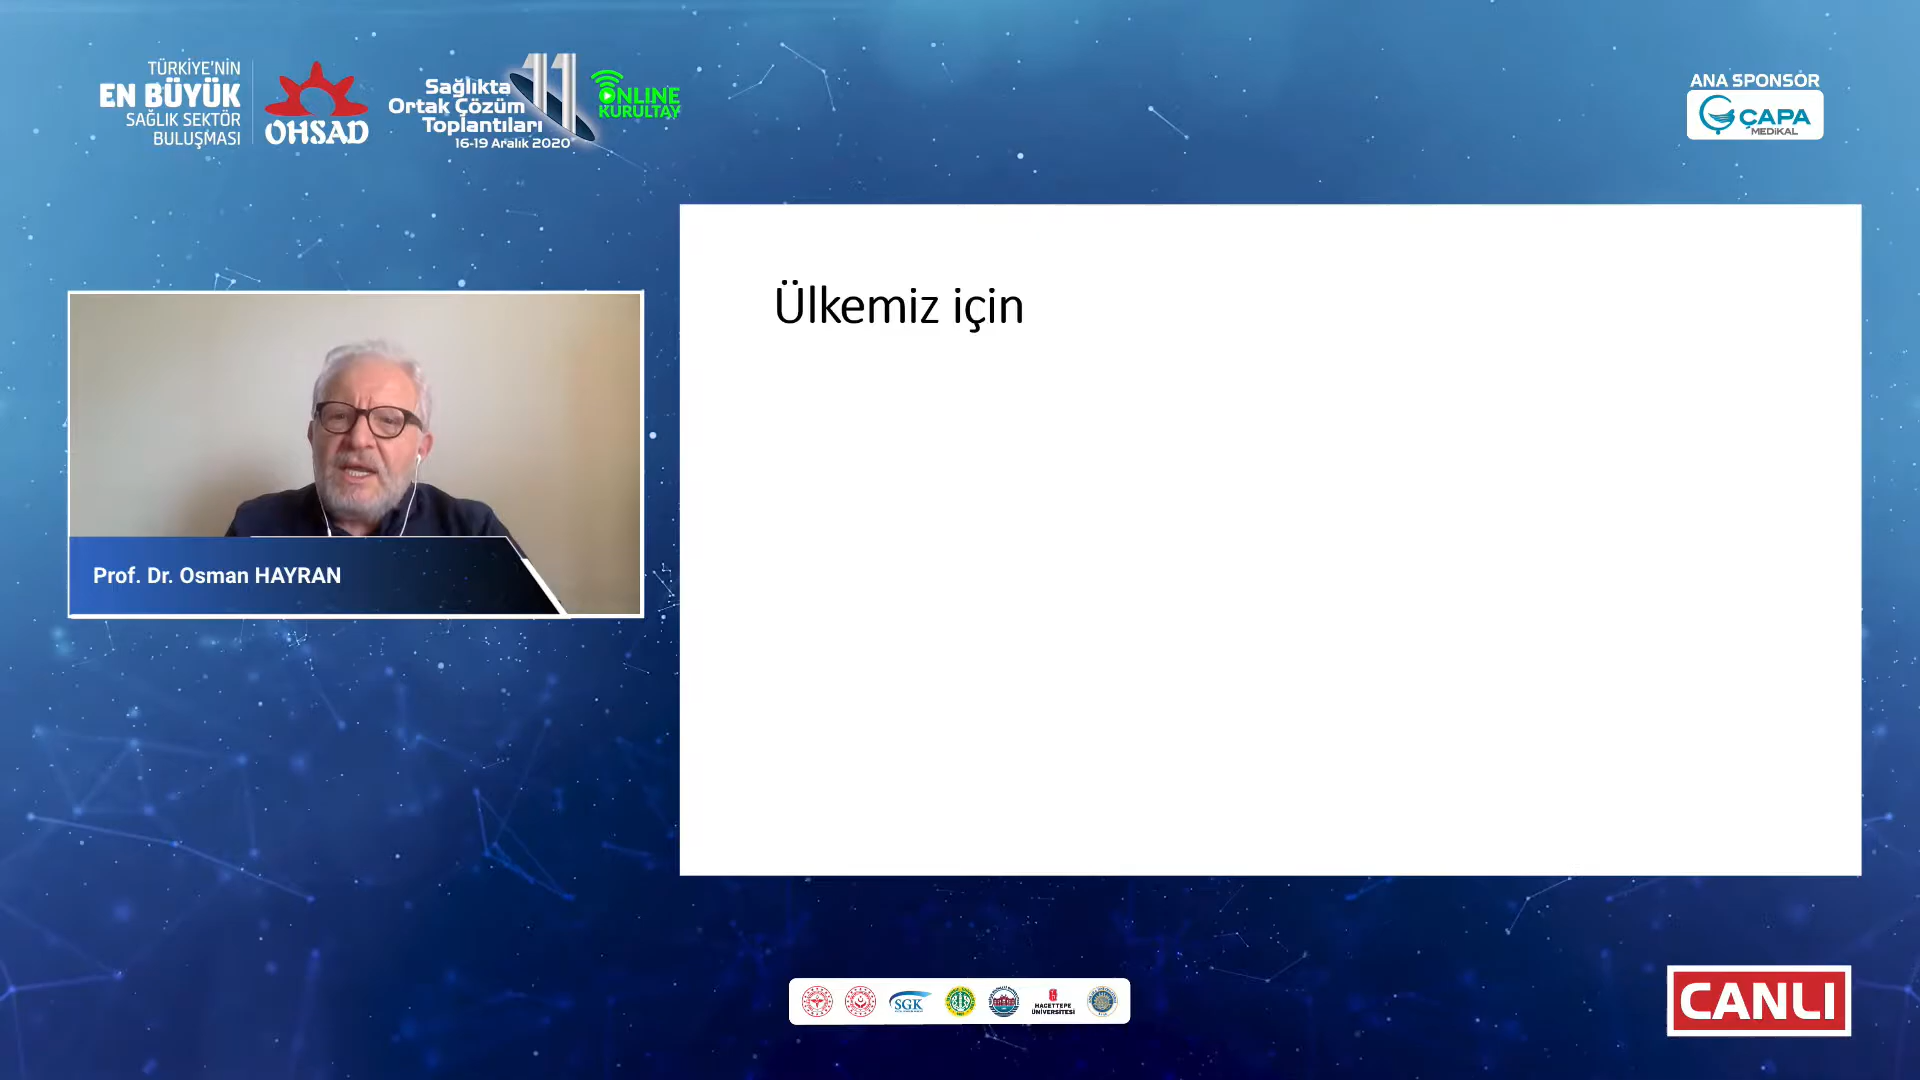 TÜRKİYE'NİN
EN BÜYÜK
SAĞLIK SEKTÖR
BULUŞMASI
OHSAD
Sağlıkta
Ortak Çözüm
Toplantıları
11
16-19 Aralık 2020
ONLINE
KURULTAY
ANA SPONSOR
ÇAPA
MEDİKAL
Ülkemiz için
Prof. Dr. Osman HAYRAN
SGK
HACETTEPE
ÜNİVERSİTESİ
CANLI